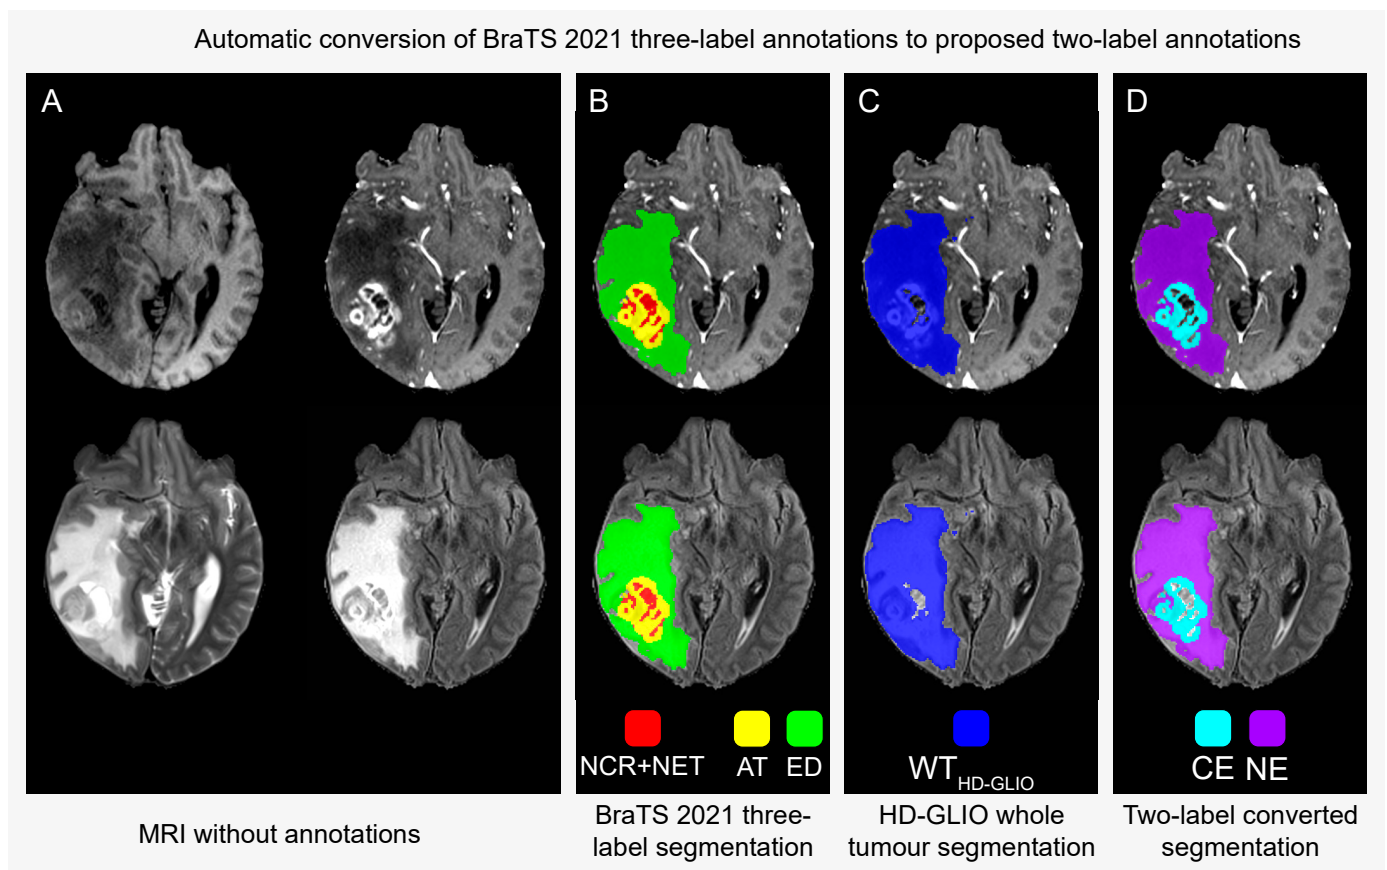 Automatic conversion of BraTS 2021 three-label annotations to proposed two-label annotations
A
B
C
D
NCR+NET
AT
ED
WT HD-GLIO
CE
NE
MRI without annotations
BraTS 2021 three-
label segmentation
HD-GLIO whole
tumour segmentation
Two-label converted
segmentation